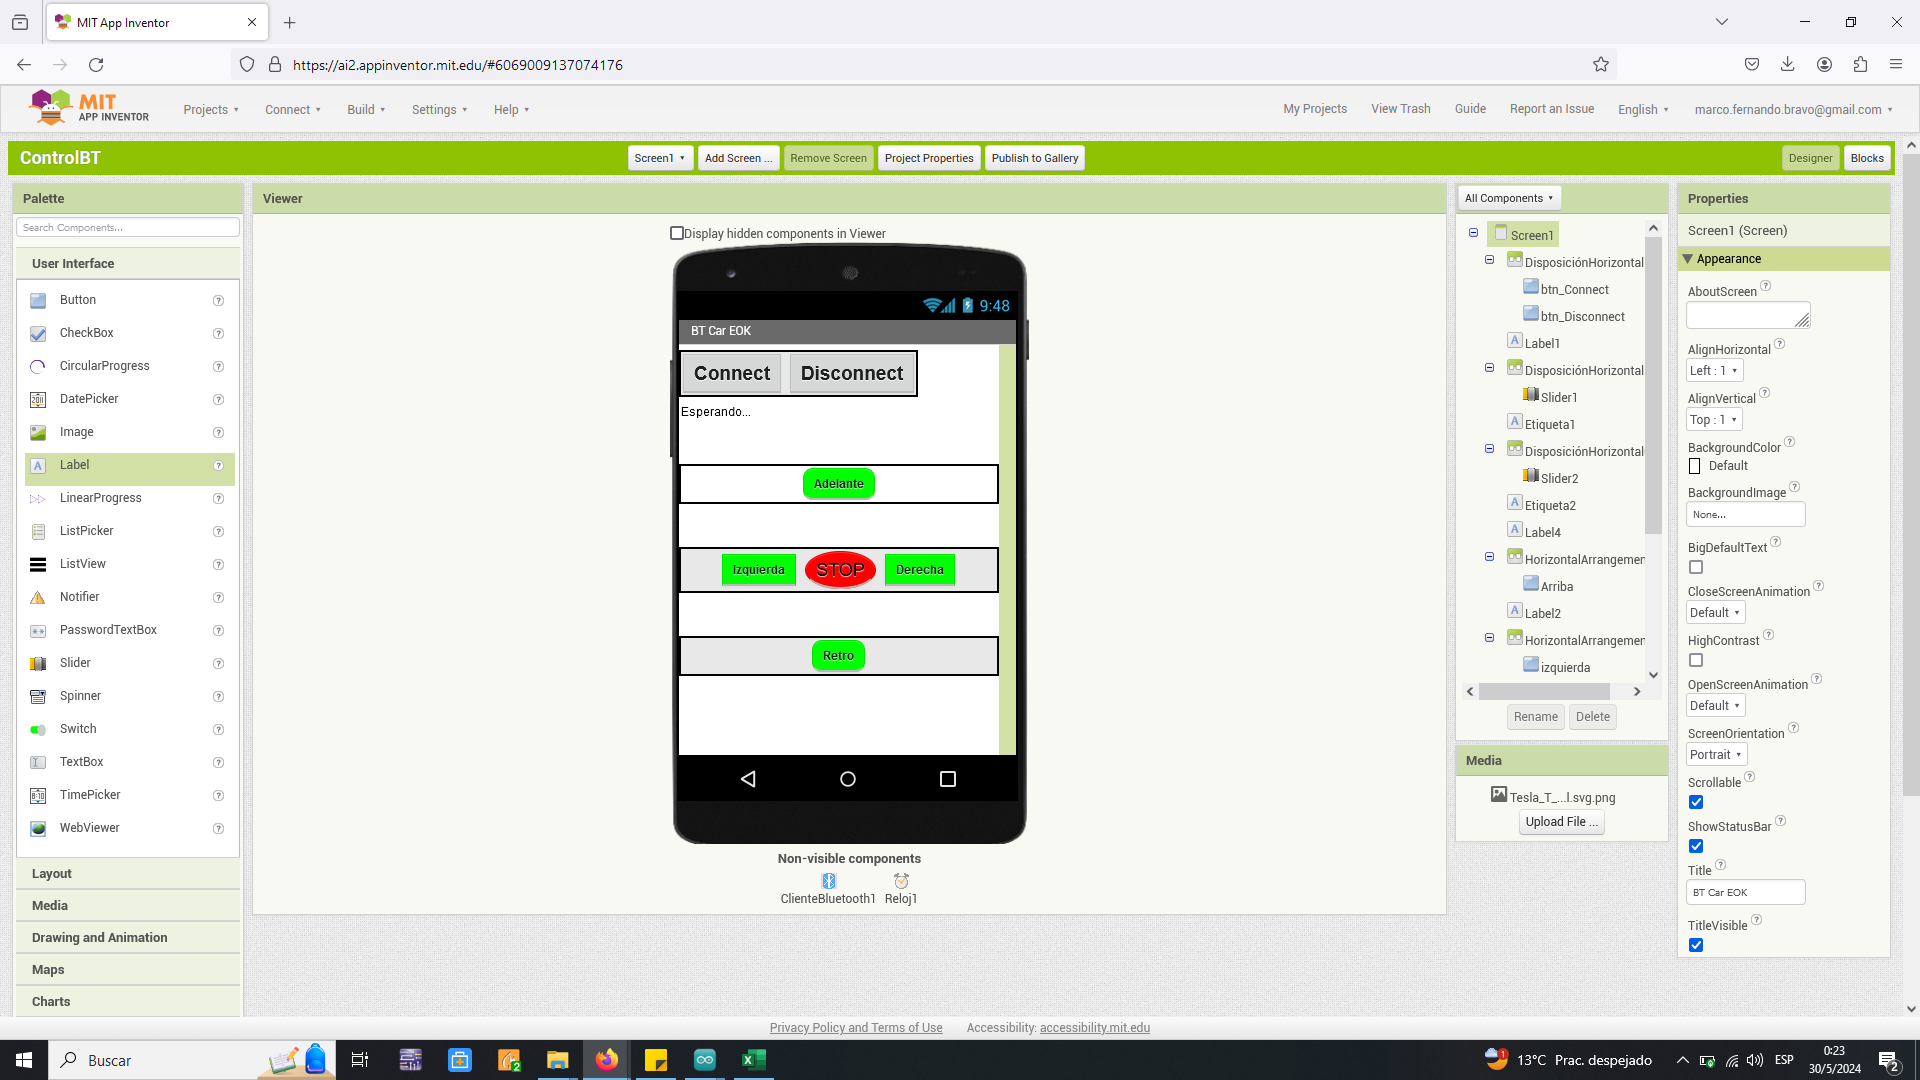 MIT App Inventor
https://ai2.appinventor.mit.edu/#6069009137074176
MIT
APP INVENTOR
Projects
Connect
Build
Settings
Help
My Projects
View Trash
Guide
Report an Issue
English
marco.fernando.bravo@gmail.com
ControlBT
Screen1
Add Screen ...
Remove Screen
Project Properties
Publish to Gallery
Designer
Blocks
Palette
Search Components...
User Interface
Button
CheckBox
CircularProgress
DatePicker
Image
Label
LinearProgress
ListPicker
ListView
Notifier
PasswordTextBox
Slider
Spinner
Switch
TextBox
TimePicker
WebViewer
Layout
Media
Drawing and Animation
Maps
Charts
Viewer
Display hidden components in Viewer
9:48
BT Car EOK
Connect
Disconnect
Esperando...
Adelante
Izquierda
STOP
Derecha
Retro
Non-visible components
ClienteBluetooth1
Reloj1
All Components
Screen1
DisposiciónHorizontal
btn_Connect
btn_Disconnect
Label1
DisposiciónHorizontal
Slider1
Etiqueta1
DisposiciónHorizontal
Slider2
Etiqueta2
Label4
HorizontalArrangemen
Arriba
Label2
HorizontalArrangemen
izquierda
Rename
Delete
Media
Tesla_T_...l.svg.png
Upload File ...
Properties
Screen1 (Screen)
Appearance
AboutScreen
AlignHorizontal
Left : 1
AlignVertical
Top : 1
BackgroundColor
Default
BackgroundImage
None...
BigDefaultText
CloseScreenAnimation
Default
HighContrast
OpenScreenAnimation
Default
ScreenOrientation
Portrait
Scrollable
ShowStatusBar
Title
BT Car EOK
TitleVisible
Privacy Policy and Terms of Use
Accessibility: accessibility.mit.edu
Buscar
13°C Prac. despejado
ESP
0:23
30/5/2024
2